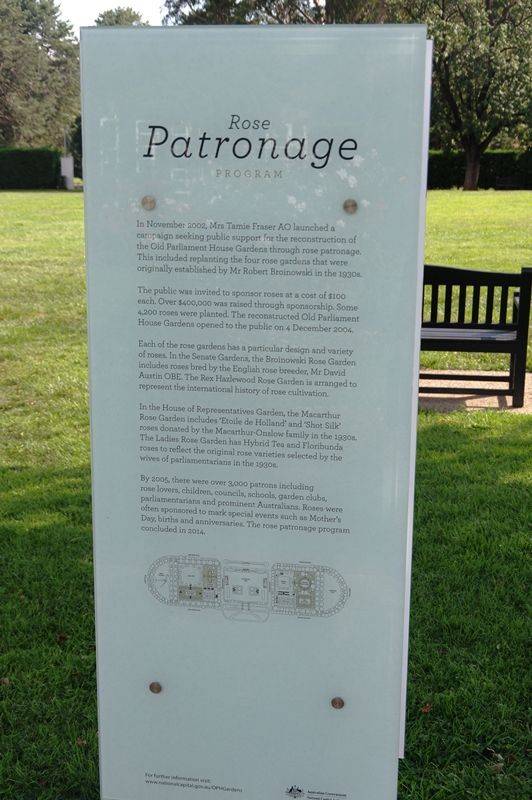 Rose
Patronage
PROGRAM
In November 2002, Mrs Tamie Fraser AO launched a
campaign seeking public support for the reconstruction of
the Old Parliament House Gardens through rose patronage.
This included replanting the four rose gardens that were
originally established by Mr Robert Broinowski in the 1930s.
The public was invited to sponsor roses at a cost of $100
each. Over $400,000 was raised through sponsorship. Some
4,200 roses were planted. The reconstructed Old Parliament
House Gardens opened to the public on 4 December 2004.
Each of the rose gardens has a particular design and variety
of roses. In the Senate Gardens, the Broinowski Rose Garden
includes roses bred by the English rose breeder, Mr David
Austin OBE. The Rex Hazlewood Rose Garden is arranged to
represent the international history of rose cultivation.
In the House of Representatives Garden, the Macarthur
Rose Garden includes 'Etoile de Holland' and 'Shot Silk'
roses donated by the Macarthur-Onslow family in the 1930s.
The Ladies Rose Garden has Hybrid Tea and Floribunda
roses to reflect the original rose varieties selected by the
wives of parliamentarians in the 1930s.
By 2005, there were over 3,000 patrons including
rose lovers, children, councils, schools, garden clubs,
parliamentarians and prominent Australians. Roses were
often sponsored to mark special events such as Mother's
Day, births and anniversaries. The rose patronage program
concluded in 2014.
For further information visit:
www.nationalcapital.gov.au/OPHGardens
Australian Government